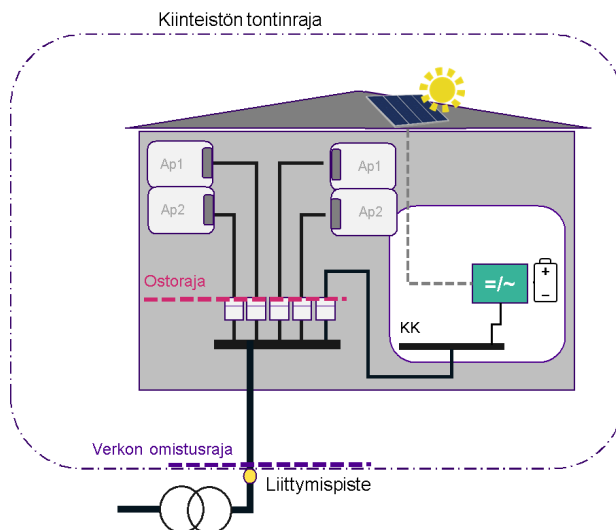 Kiinteistön tontinraja
Ap1
Ap1
Ap2
Ap2
Ostoraja
=/~
+
−
KK
Verkon omistusraja
Liittymispiste